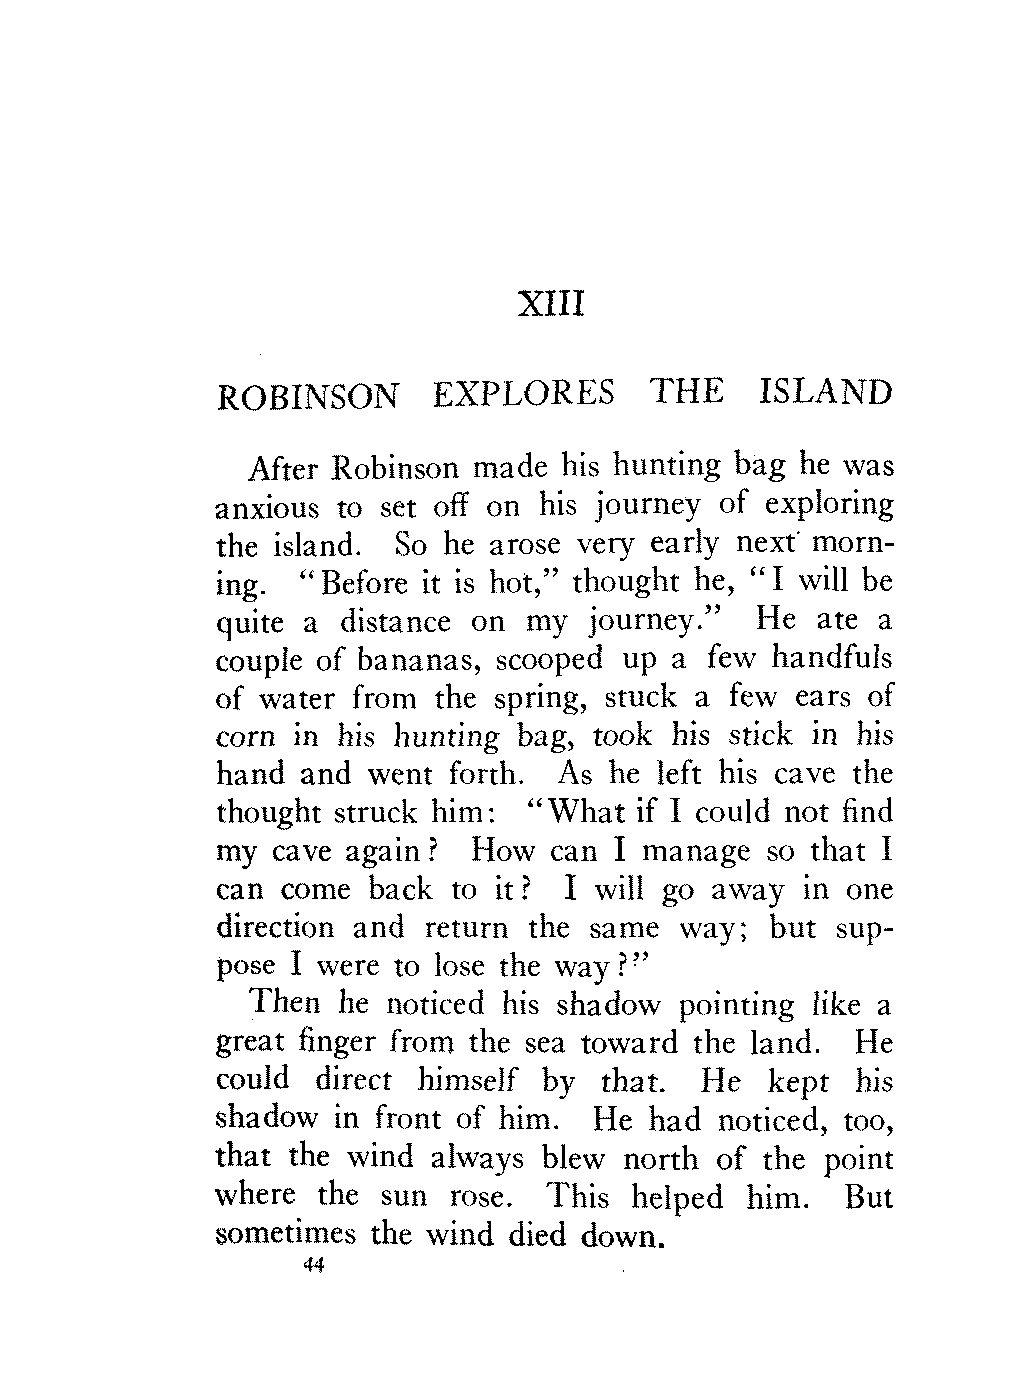 XIII
ROBINSON EXPLORES THE ISLAND
After Robinson made his hunting bag he was
anxious to set off on his journey of exploring
the island. So he arose very early next morn-
ing. "Before it is hot," thought he, "I will be
quite a distance on my journey." He ate a
couple of bananas, scooped up a few handfuls
of water from the spring, stuck a few ears of
corn in his hunting bag, took his stick in his
hand and went forth. As he left his cave the
thought struck him: "What if I could not find
my cave again? How can I manage so that I
can come back to it? I will go away in one
direction and return the same way; but sup-
pose I were to lose the way?"
Then he noticed his shadow pointing like a
great finger from the sea toward the land. He
could direct himself by that. He kept his
shadow in front of him. He had noticed, too,
that the wind always blew north of the point
where the sun rose. This helped him. But
sometimes the wind died down.
44